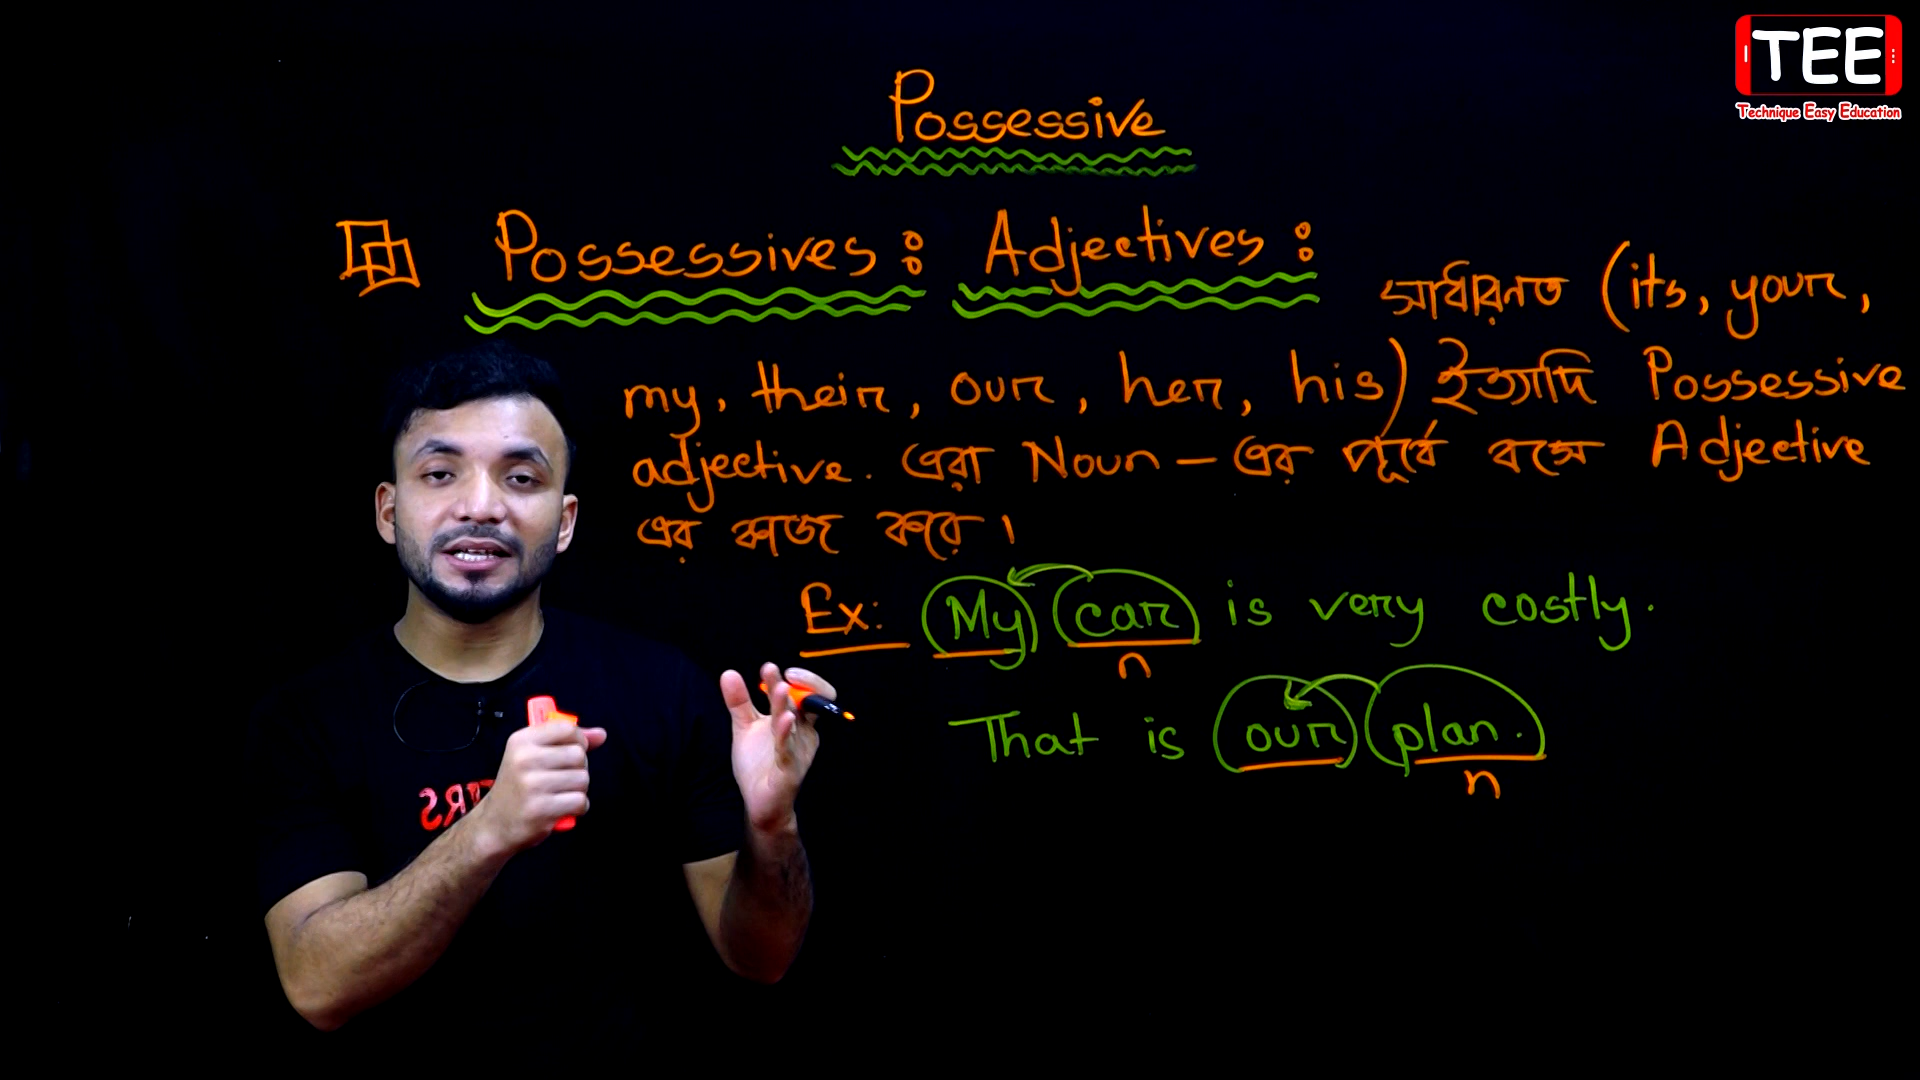 TEE
Technique Easy Education
Possessive
Possessives: Adjectives:
সাধারনত (its, your,
my, their, our, her, his) ইত্যাদি Possessive
adjective. এরা Noun - এর পূর্বে বসে Adjective
এর কাজ করে।
Ex: My car is very costly.
n
That is our plan.
n